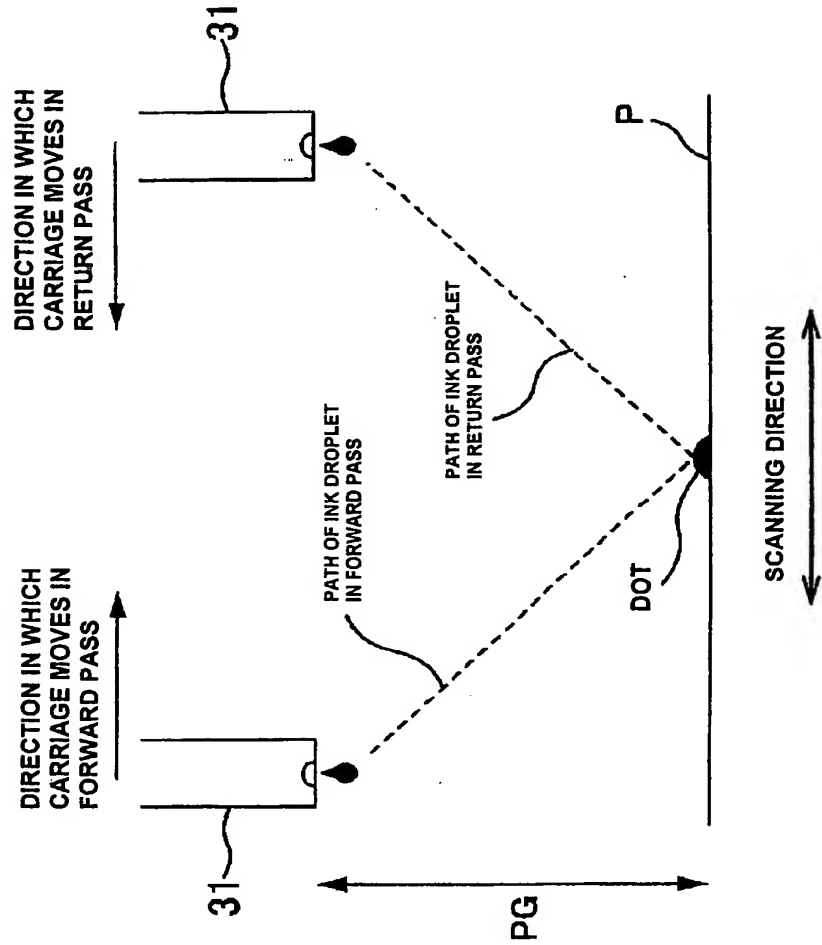 DIRECTION IN WHICH
CARRIAGE MOVES IN
FORWARD PASS
DIRECTION IN WHICH
CARRIAGE MOVES IN
RETURN PASS
31
31
PATH OF INK DROPLET
IN FORWARD PASS
PATH OF INK DROPLET
IN RETURN PASS
PG
DOT
P
SCANNING DIRECTION